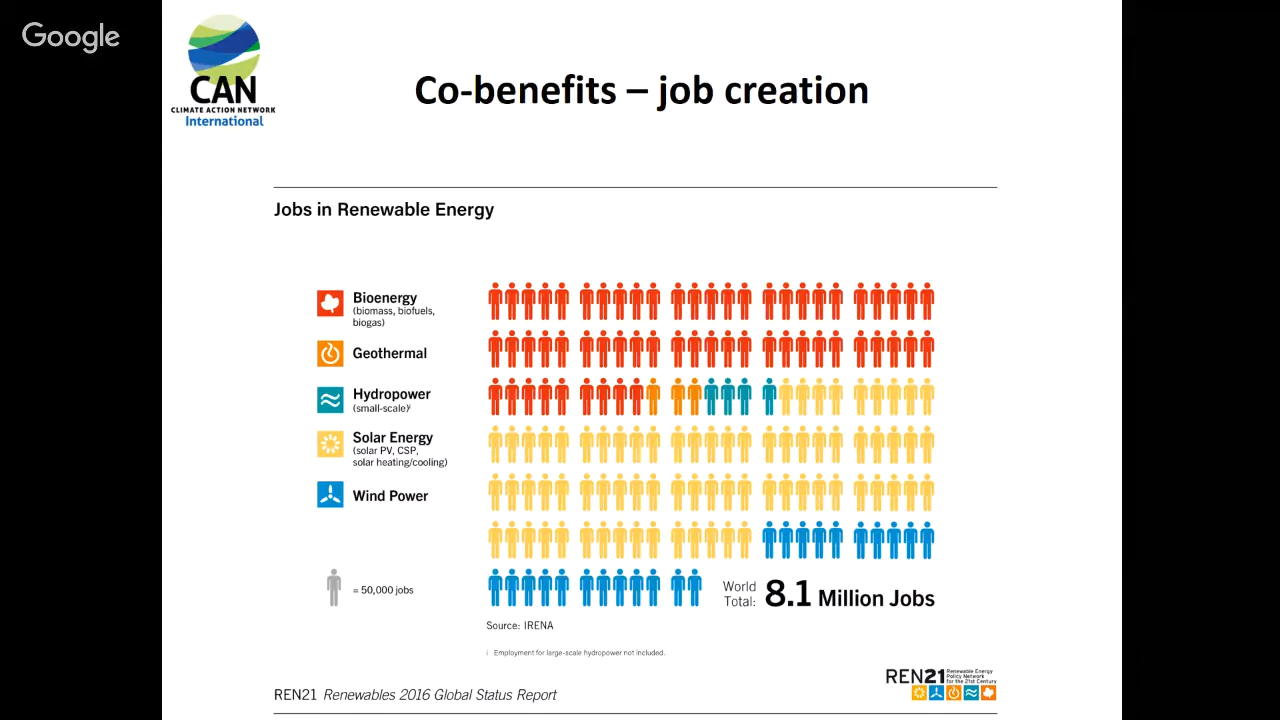 Google
CAN
CLIMATE ACTION NETWORK
International
Co-benefits – job creation
Jobs in Renewable Energy
Bioenergy
(biomass, biofuels,
biogas)
Geothermal
Hydropower
(small-scale)ⁱ
Solar Energy
(solar PV, CSP,
solar heating/cooling)
Wind Power
= 50,000 jobs
World
Total: 8.1 Million Jobs
Source: IRENA
i Employment for large-scale hydropower not included.
REN21 Renewables 2016 Global Status Report
REN21 Renewable Energy
Policy Network
for the 21st Century